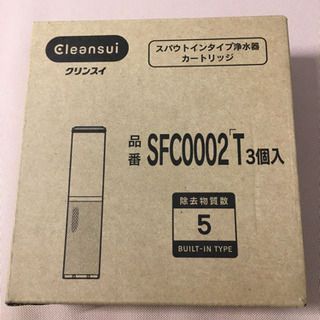 Cleansui
クリンスイ
スパウトインタイプ浄水器
カートリッジ
品番 SFC0002T 3個入
除去物質数
5
BUILT-IN TYPE